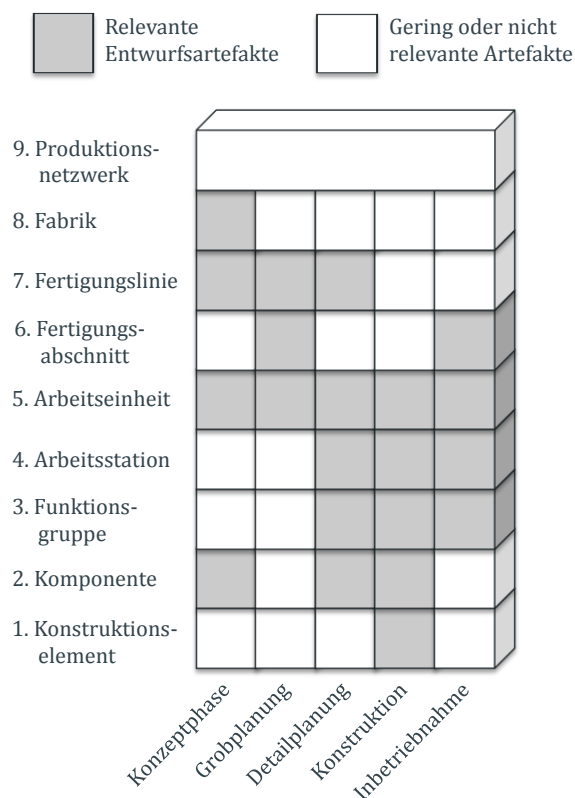 Relevante
Entwurfsartefakte
Gering oder nicht
relevante Artefakte
9. Produktions-
netzwerk
8. Fabrik
7. Fertigungslinie
6. Fertigungs-
abschnitt
5. Arbeitseinheit
4. Arbeitsstation
3. Funktions-
gruppe
2. Komponente
1. Konstruktions-
element
Konzeptphase
Grobplanung
Detailplanung
Konstruktion
Inbetriebnahme